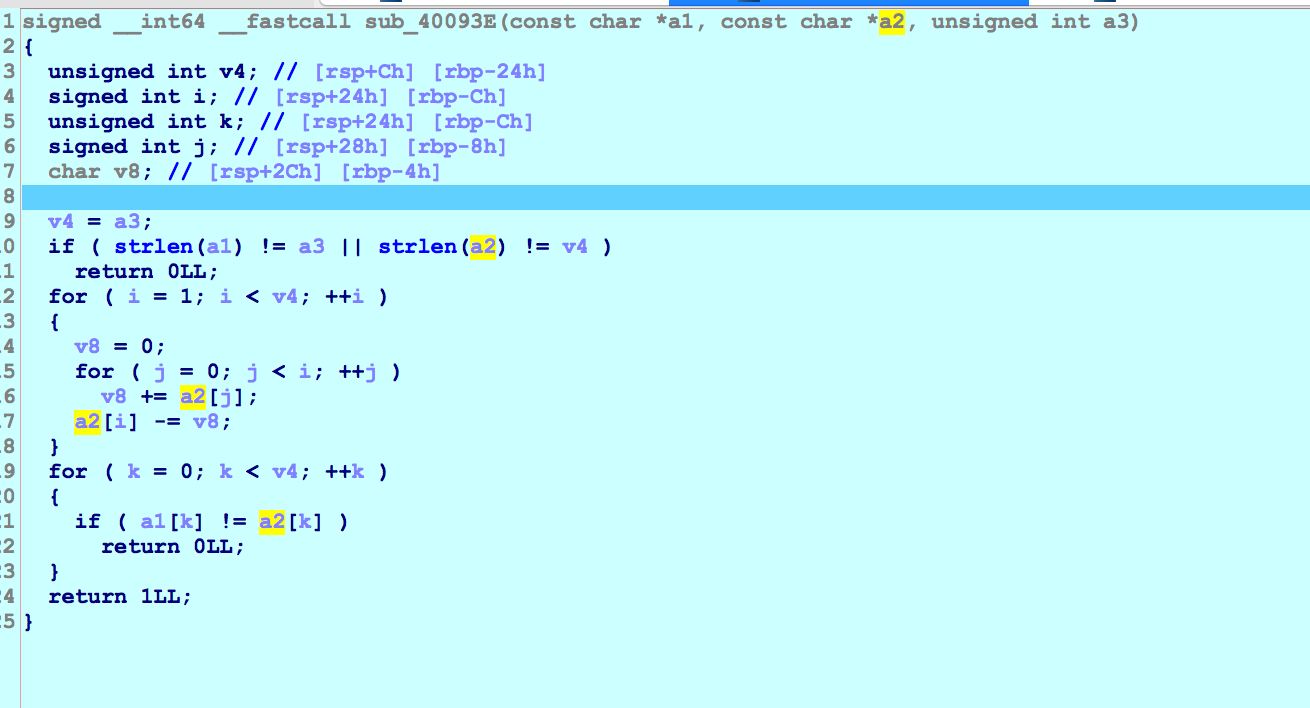 1 signed __int64 __fastcall sub_40093E(const char *a1, const char *a2, unsigned int a3)
2 {
3   unsigned int v4; // [rsp+Ch] [rbp-24h]
4   signed int i; // [rsp+24h] [rbp-Ch]
5   unsigned int k; // [rsp+24h] [rbp-Ch]
6   signed int j; // [rsp+28h] [rbp-8h]
7   char v8; // [rsp+2Ch] [rbp-4h]
8
9   v4 = a3;
0   if ( strlen(a1) != a3 || strlen(a2) != v4 )
1     return 0LL;
2   for ( i = 1; i < v4; ++i )
3   {
4     v8 = 0;
5     for ( j = 0; j < i; ++j )
6       v8 += a2[j];
7     a2[i] -= v8;
8   }
9   for ( k = 0; k < v4; ++k )
0   {
1     if ( a1[k] != a2[k] )
2       return 0LL;
3   }
4   return 1LL;
5 }